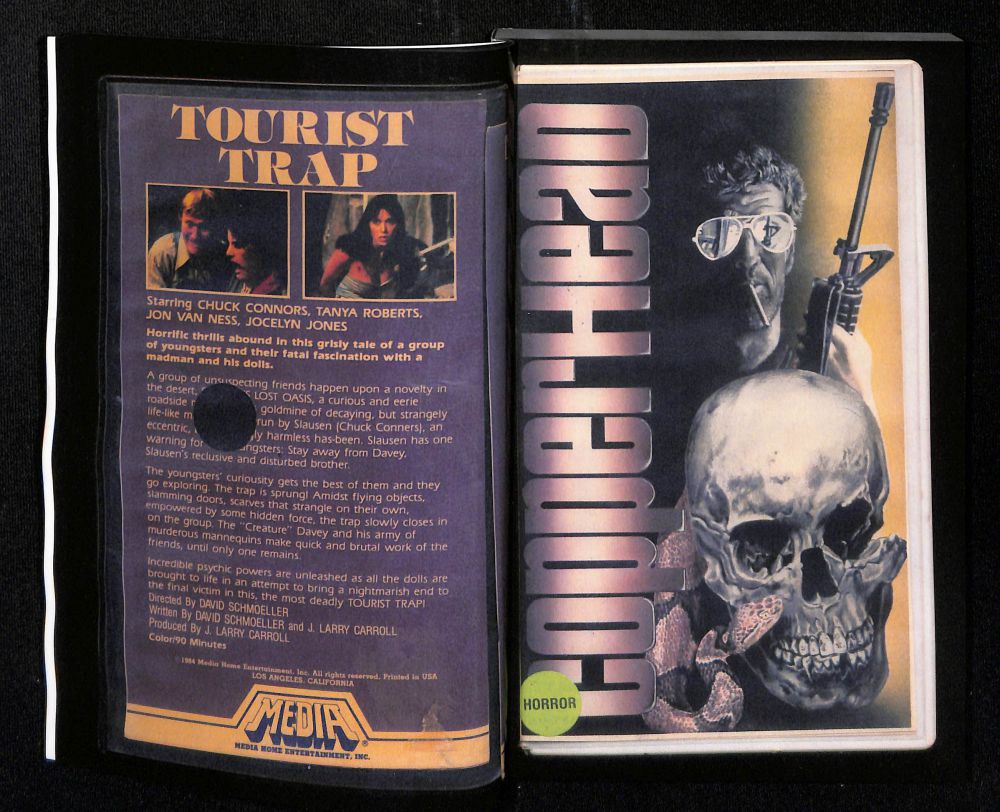 TOURIST
TRAP
Starring CHUCK CONNORS, TANYA ROBERTS,
JON VAN NESS, JOCELYN JONES
Horrific thrills abound in this grisly tale of a group
of youngsters and their fatal fascination with a
madman and his dolls.
A group of unsuspecting friends happen upon a novelty in
the desert, LOST OASIS, a curious and eerie
roadside goldmine of decaying, but strangely
life-like run by Slausen (Chuck Conners), an
eccentric, harmless has-been. Slausen has one
warning for Stay away from Davey,
Slausen's reclusive and disturbed brother.
The youngsters' curiousity gets the best of them and they
go exploring. The trap is sprung! Amidst flying objects,
slamming doors, scarves that strangle on their own,
empowered by some hidden force, the trap slowly closes in
on the group. The "Creature" Davey and his army of
murderous mannequins make quick and brutal work of the
friends, until only one remains.
Incredible psychic powers are unleashed as all the dolls are
brought to life in an attempt to bring a nightmarish end to
the final victim in this, the most deadly TOURIST TRAP!
Directed By DAVID SCHMOELLER
Written By DAVID SCHMOELLER and J. LARRY CARROLL
Produced By J. LARRY CARROLL
Color/90 Minutes
©1984 Media Home Entertainment, Inc. All rights reserved. Printed in USA
LOS ANGELES, CALIFORNIA
MEDIA®
MEDIA HOME ENTERTAINMENT, INC.
copperHead
HORROR